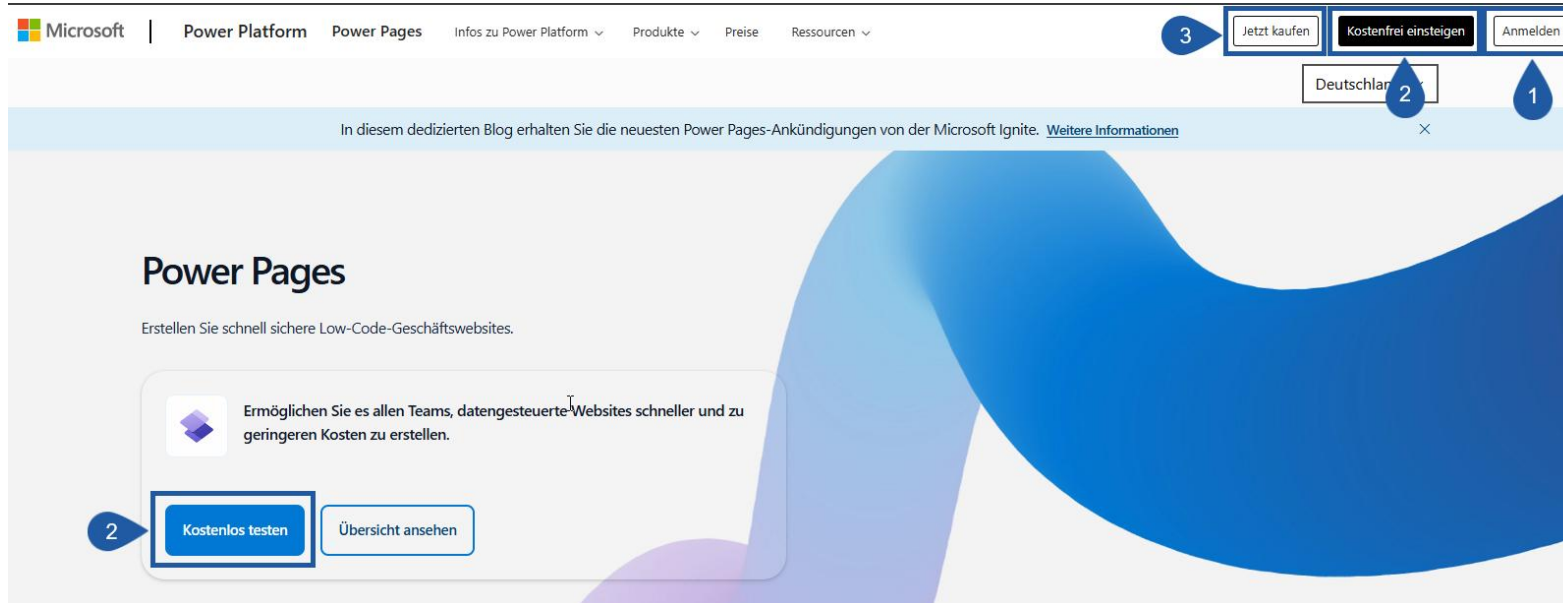 Microsoft Power Platform Power Pages Infos zu Power Platform Produkte Preise Ressourcen 3 Jetzt kaufen Kostenfrei einsteigen Anmelden
2 1
In diesem dedizierten Blog erhalten Sie die neuesten Power Pages-Ankündigungen von der Microsoft Ignite. Weitere Informationen
Power Pages
Erstellen Sie schnell sichere Low-Code-Geschäftswebsites.
Ermöglichen Sie es allen Teams, datengesteuerte Websites schneller und zu
geringeren Kosten zu erstellen.
2 Kostenlos testen Übersicht ansehen